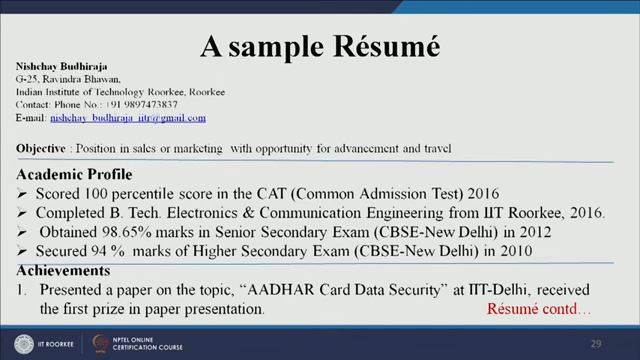 A sample Résumé
Nishchay Budhiraja
G-25, Ravindra Bhawan,
Indian Institute of Technology Roorkee, Roorkee
Contact: Phone No.: +91 9897473837
E-mail: nishchay_budhiraja_iitr@gmail.com
Objective : Position in sales or marketing with opportunity for advancement and travel
Academic Profile
➢ Scored 100 percentile score in the CAT (Common Admission Test) 2016
➢ Completed B. Tech. Electronics & Communication Engineering from IIT Roorkee, 2016.
➢ Obtained 98.65% marks in Senior Secondary Exam (CBSE-New Delhi) in 2012
➢ Secured 94 % marks of Higher Secondary Exam (CBSE-New Delhi) in 2010
Achievements
1. Presented a paper on the topic, “AADHAR Card Data Security” at IIT-Delhi, received
the first prize in paper presentation.
Résumé contd…
IIT ROORKEE
NPTEL ONLINE
CERTIFICATION COURSE
29